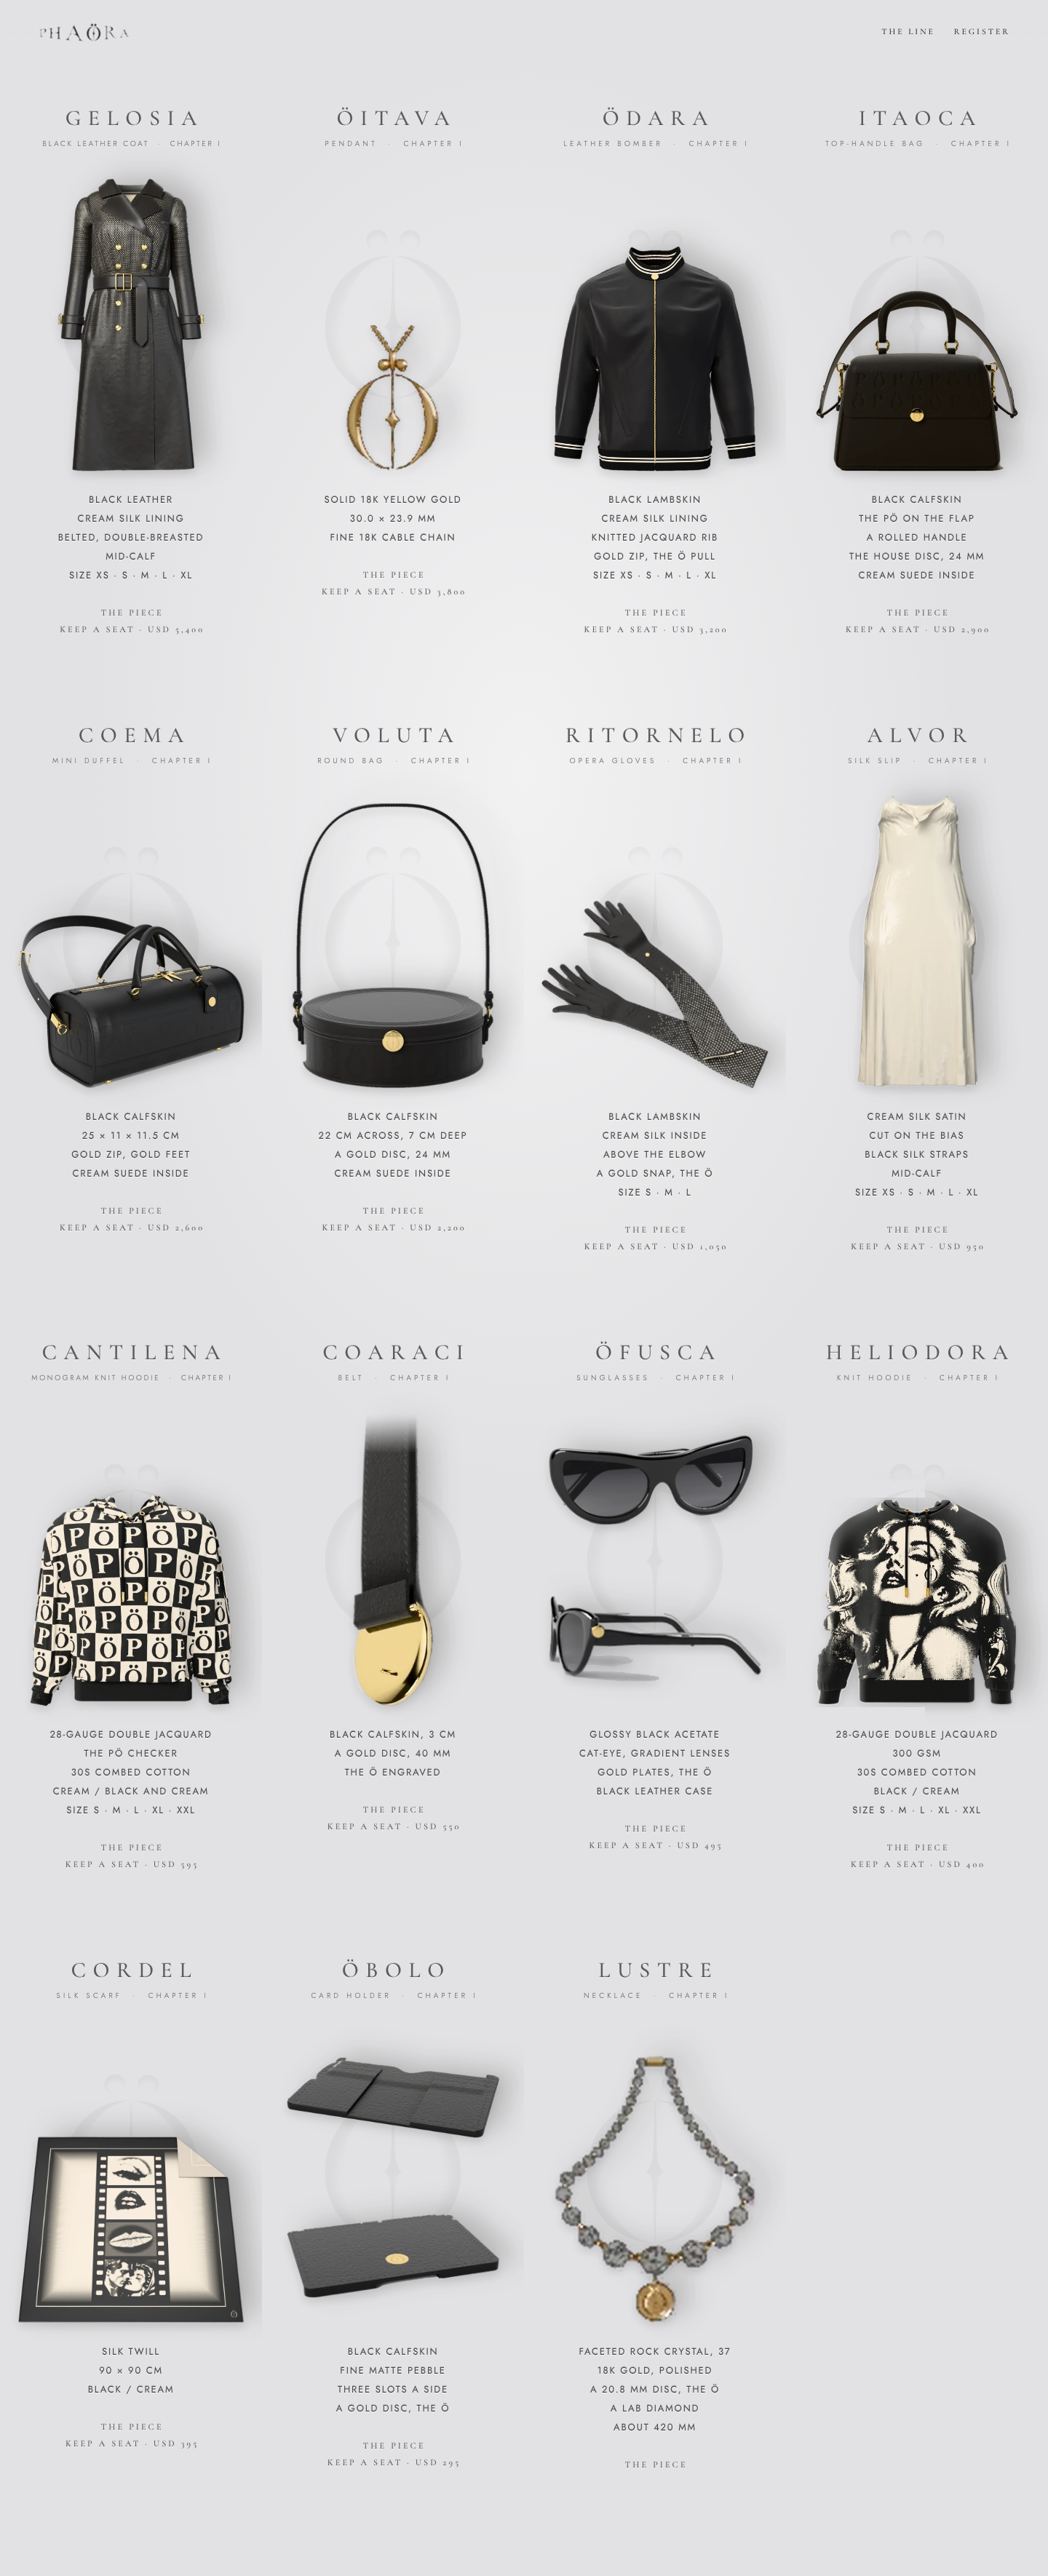 PHAÖRA
THE LINE REGISTER
GELOSIA
BLACK LEATHER COAT · CHAPTER I
BLACK LEATHER
CREAM SILK LINING
BELTED, DOUBLE-BREASTED
MID-CALF
SIZE XS · S · M · L · XL
THE PIECE
KEEP A SEAT · USD 5,400
ÖITAVA
PENDANT · CHAPTER I
SOLID 18K YELLOW GOLD
30.0 × 23.9 MM
FINE 18K CABLE CHAIN
THE PIECE
KEEP A SEAT · USD 3,800
ÖDARA
LEATHER BOMBER · CHAPTER I
BLACK LAMBSKIN
CREAM SILK LINING
KNITTED JACQUARD RIB
GOLD ZIP, THE Ö PULL
SIZE XS · S · M · L · XL
THE PIECE
KEEP A SEAT · USD 3,200
ITAOCA
TOP-HANDLE BAG · CHAPTER I
BLACK CALFSKIN
THE PÖ ON THE FLAP
A ROLLED HANDLE
THE HOUSE DISC, 24 MM
CREAM SUEDE INSIDE
THE PIECE
KEEP A SEAT · USD 2,900
COEMA
MINI DUFFEL · CHAPTER I
BLACK CALFSKIN
25 × 11 × 11.5 CM
GOLD ZIP, GOLD FEET
CREAM SUEDE INSIDE
THE PIECE
KEEP A SEAT · USD 2,600
VOLUTA
ROUND BAG · CHAPTER I
BLACK CALFSKIN
22 CM ACROSS, 7 CM DEEP
A GOLD DISC, 24 MM
CREAM SUEDE INSIDE
THE PIECE
KEEP A SEAT · USD 2,200
RITORNELO
OPERA GLOVES · CHAPTER I
BLACK LAMBSKIN
CREAM SILK INSIDE
ABOVE THE ELBOW
A GOLD SNAP, THE Ö
SIZE S · M · L
THE PIECE
KEEP A SEAT · USD 1,050
ALVOR
SILK SLIP · CHAPTER I
CREAM SILK SATIN
CUT ON THE BIAS
BLACK SILK STRAPS
MID-CALF
SIZE XS · S · M · L · XL
THE PIECE
KEEP A SEAT · USD 950
CANTILENA
MONOGRAM KNIT HOODIE · CHAPTER I
28-GAUGE DOUBLE JACQUARD
THE PÖ CHECKER
30S COMBED COTTON
CREAM / BLACK AND CREAM
SIZE S · M · L · XL · XXL
THE PIECE
KEEP A SEAT · USD 595
COARACI
BELT · CHAPTER I
BLACK CALFSKIN, 3 CM
A GOLD DISC, 40 MM
THE Ö ENGRAVED
THE PIECE
KEEP A SEAT · USD 550
ÖFUSCA
SUNGLASSES · CHAPTER I
GLOSSY BLACK ACETATE
CAT-EYE, GRADIENT LENSES
GOLD PLATES, THE Ö
BLACK LEATHER CASE
THE PIECE
KEEP A SEAT · USD 495
HELIODORA
KNIT HOODIE · CHAPTER I
28-GAUGE DOUBLE JACQUARD
300 GSM
30S COMBED COTTON
BLACK / CREAM
SIZE S · M · L · XL · XXL
THE PIECE
KEEP A SEAT · USD 400
CORDEL
SILK SCARF · CHAPTER I
SILK TWILL
90 × 90 CM
BLACK / CREAM
THE PIECE
KEEP A SEAT · USD 395
ÖBOLO
CARD HOLDER · CHAPTER I
BLACK CALFSKIN
FINE MATTE PEBBLE
THREE SLOTS A SIDE
A GOLD DISC, THE Ö
THE PIECE
KEEP A SEAT · USD 295
LUSTRE
NECKLACE · CHAPTER I
FACETED ROCK CRYSTAL, 37
18K GOLD, POLISHED
A 20.8 MM DISC, THE Ö
A LAB DIAMOND
ABOUT 420 MM
THE PIECE